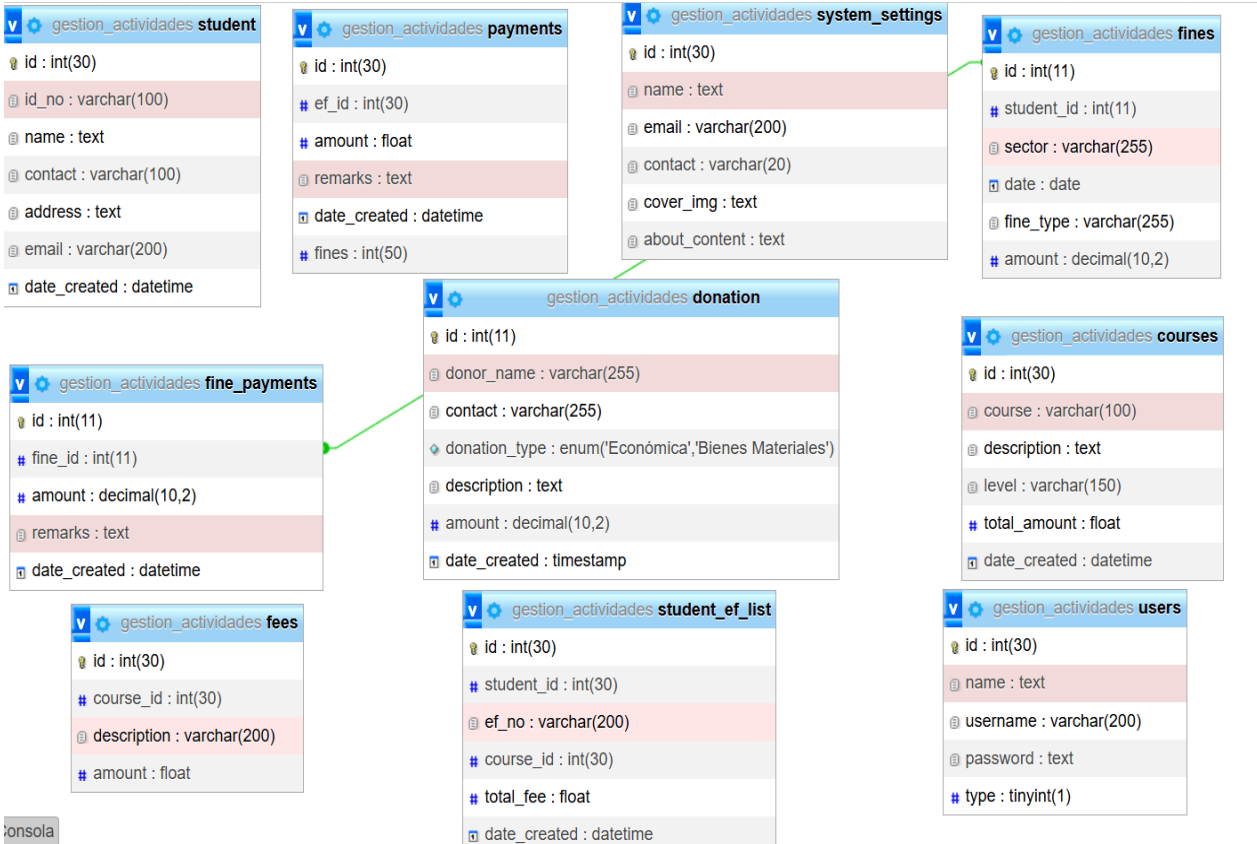 gestion_actividades student
id : int(30)
id_no : varchar(100)
name : text
contact : varchar(100)
address : text
email : varchar(200)
date_created : datetime
gestion_actividades payments
id : int(30)
ef_id : int(30)
amount : float
remarks : text
date_created : datetime
fines : int(50)
gestion_actividades system_settings
id : int(30)
name : text
email : varchar(200)
contact : varchar(20)
cover_img : text
about_content : text
gestion_actividades fines
id : int(11)
student_id : int(11)
sector : varchar(255)
date : date
fine_type : varchar(255)
amount : decimal(10,2)
gestion_actividades fine_payments
id : int(11)
fine_id : int(11)
amount : decimal(10,2)
remarks : text
date_created : datetime
gestion_actividades donation
id : int(11)
donor_name : varchar(255)
contact : varchar(255)
donation_type : enum('Económica','Bienes Materiales')
description : text
amount : decimal(10,2)
date_created : timestamp
gestion_actividades courses
id : int(30)
course : varchar(100)
description : text
level : varchar(150)
total_amount : float
date_created : datetime
gestion_actividades fees
id : int(30)
course_id : int(30)
description : varchar(200)
amount : float
gestion_actividades student_ef_list
id : int(30)
student_id : int(30)
ef_no : varchar(200)
course_id : int(30)
total_fee : float
date_created : datetime
gestion_actividades users
id : int(30)
name : text
username : varchar(200)
password : text
type : tinyint(1)
Consola